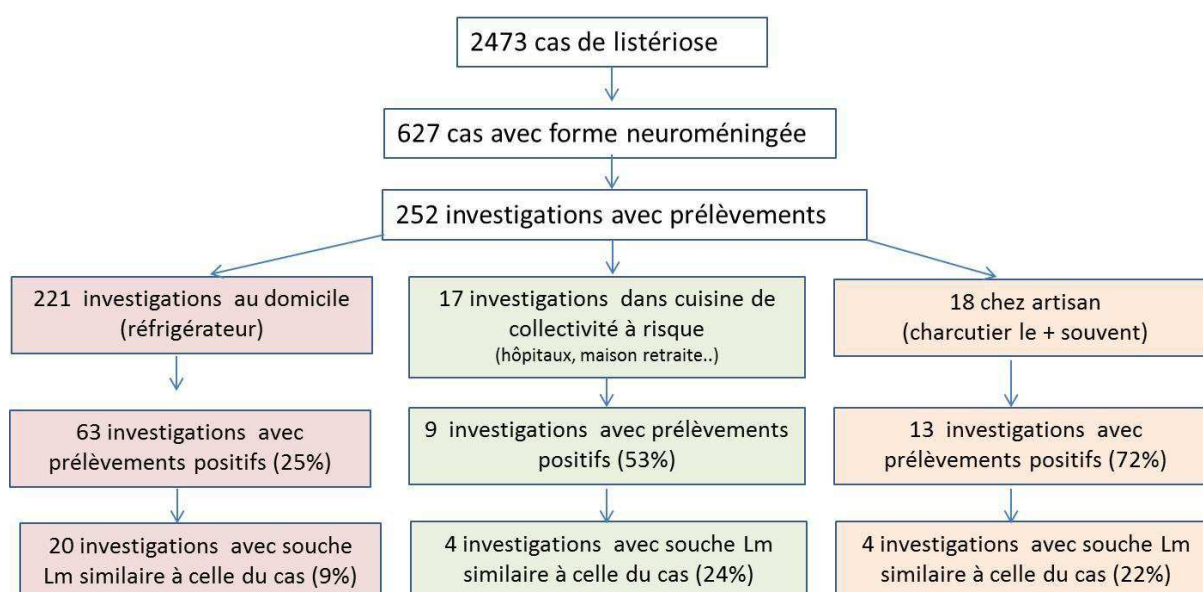 2473 cas de listériose
627 cas avec forme neuroméningée
252 investigations avec prélèvements
221 investigations au domicile
(réfrigérateur)
17 investigations dans cuisine de
collectivité à risque
(hôpitaux, maison retraite..)
18 chez artisan
(charcutier le + souvent)
63 investigations avec
prélèvements positifs (25%)
9 investigations avec prélèvements
positifs (53%)
13 investigations avec
prélèvements positifs (72%)
20 investigations avec souche
Lm similaire à celle du cas (9%)
4 investigations avec souche Lm
similaire à celle du cas (24%)
4 investigations avec souche Lm
similaire à celle du cas (22%)